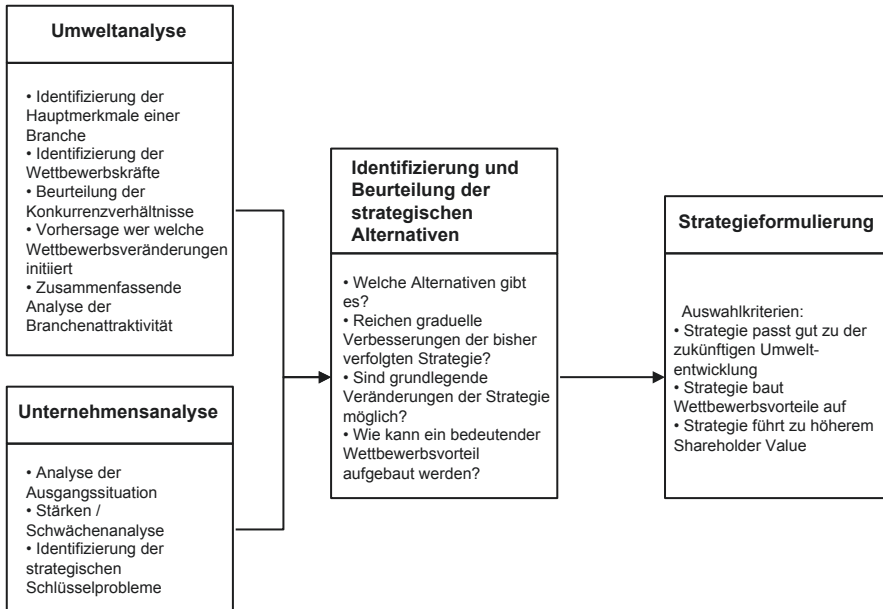 Umweltanalyse
• Identifizierung der
Hauptmerkmale einer
Branche
• Identifizierung der
Wettbewerbskräfte
• Beurteilung der
Konkurrenzverhältnisse
• Vorhersage wer welche
Wettbewerbsveränderungen
initiiert
• Zusammenfassende
Analyse der
Branchenattraktivität
Unternehmensanalyse
• Analyse der
Ausgangssituation
• Stärken /
Schwächenanalyse
• Identifizierung der
strategischen
Schlüsselprobleme
Identifizierung und
Beurteilung der
strategischen
Alternativen
• Welche Alternativen gibt
es?
• Reichen graduelle
Verbesserungen der bisher
verfolgten Strategie?
• Sind grundlegende
Veränderungen der Strategie
möglich?
• Wie kann ein bedeutender
Wettbewerbsvorteil
aufgebaut werden?
Strategieformulierung
Auswahlkriterien:
• Strategie passt gut zu der
zukünftigen Umwelt-
entwicklung
• Strategie baut
Wettbewerbsvorteile auf
• Strategie führt zu höherem
Shareholder Value